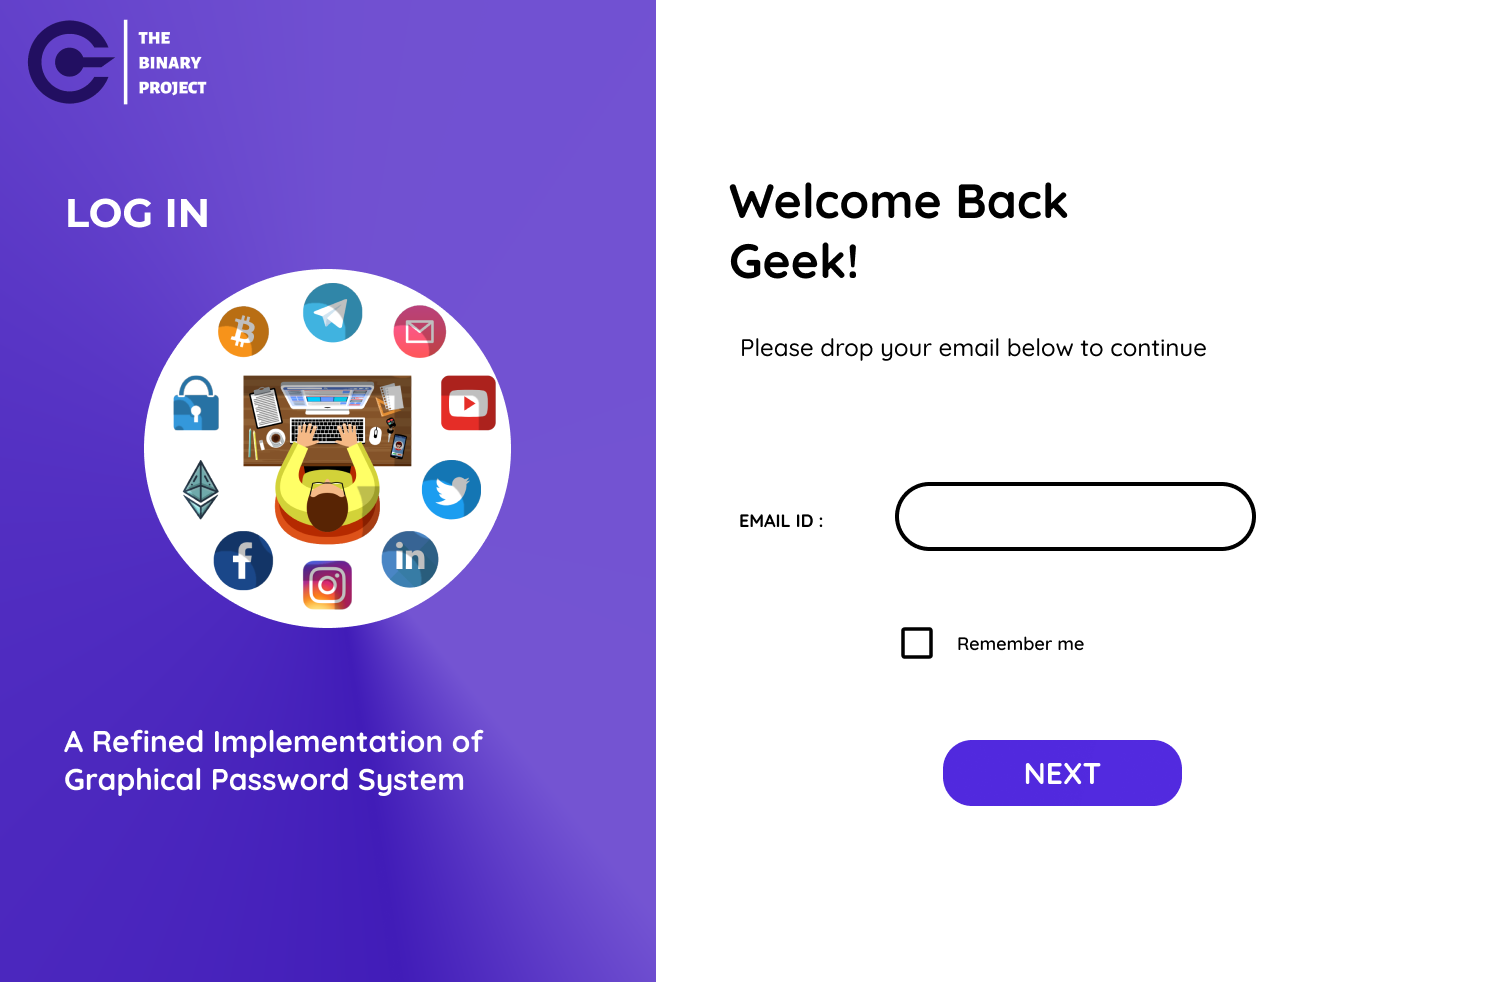 THE
BINARY
PROJECT
LOG IN
A Refined Implementation of
Graphical Password System
Welcome Back
Geek!
Please drop your email below to continue
EMAIL ID :
Remember me
NEXT